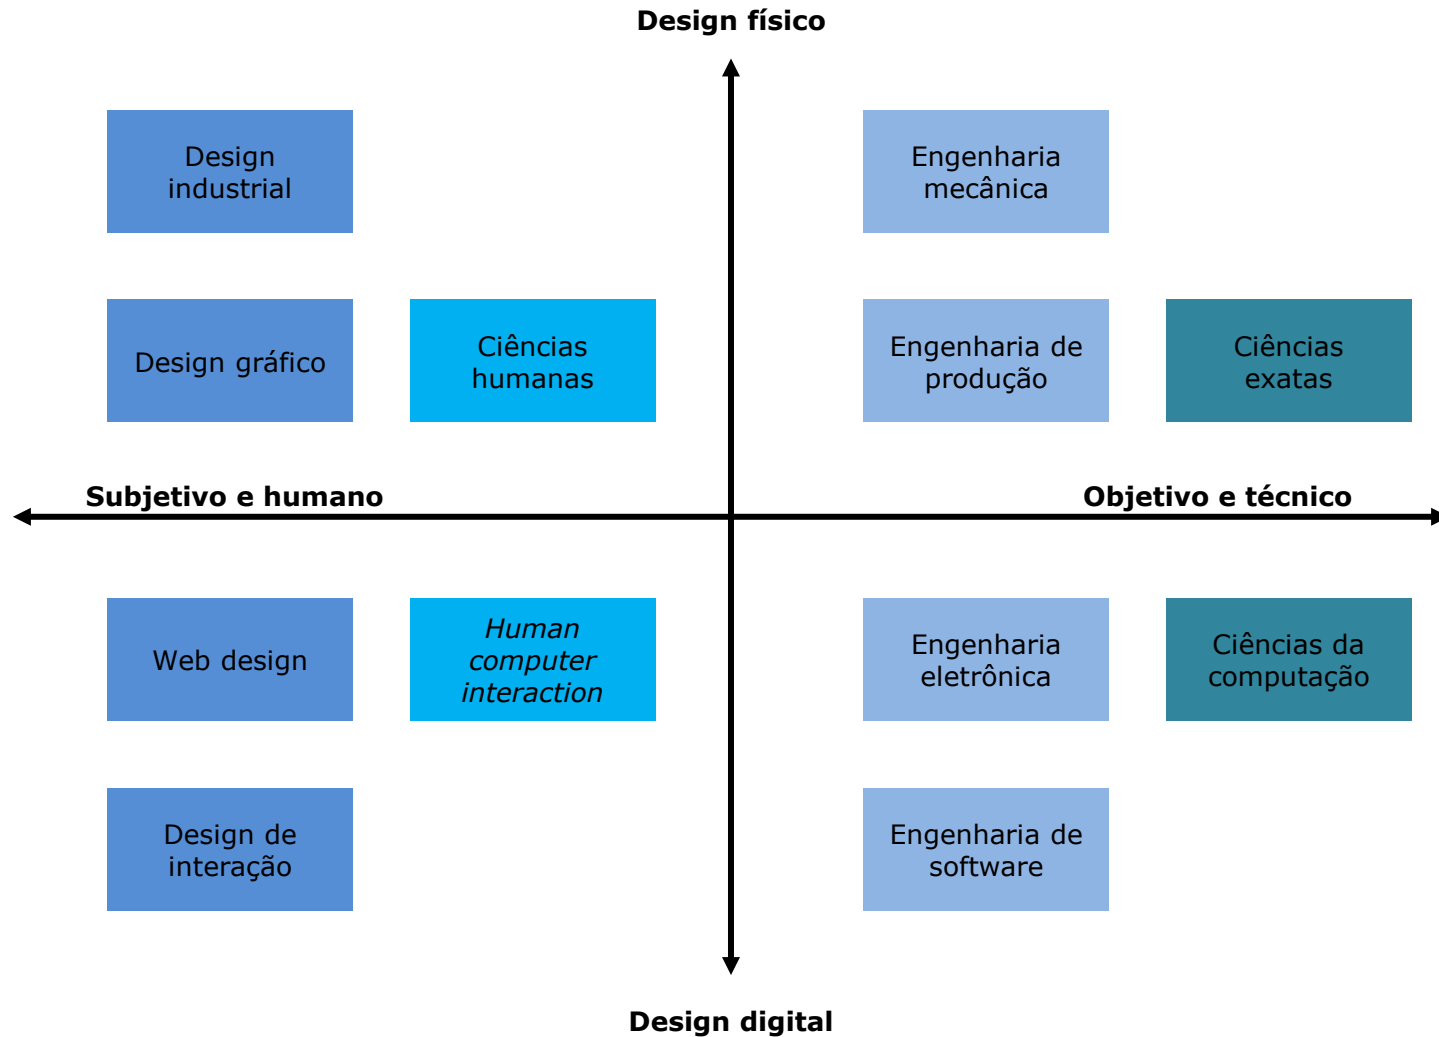 Design físico
Design
industrial
Engenharia
mecânica
Design gráfico
Ciências
humanas
Engenharia de
produção
Ciências
exatas
Subjetivo e humano
Objetivo e técnico
Web design
Human
computer
interaction
Engenharia
eletrônica
Ciências da
computação
Design de
interação
Engenharia de
software
Design digital